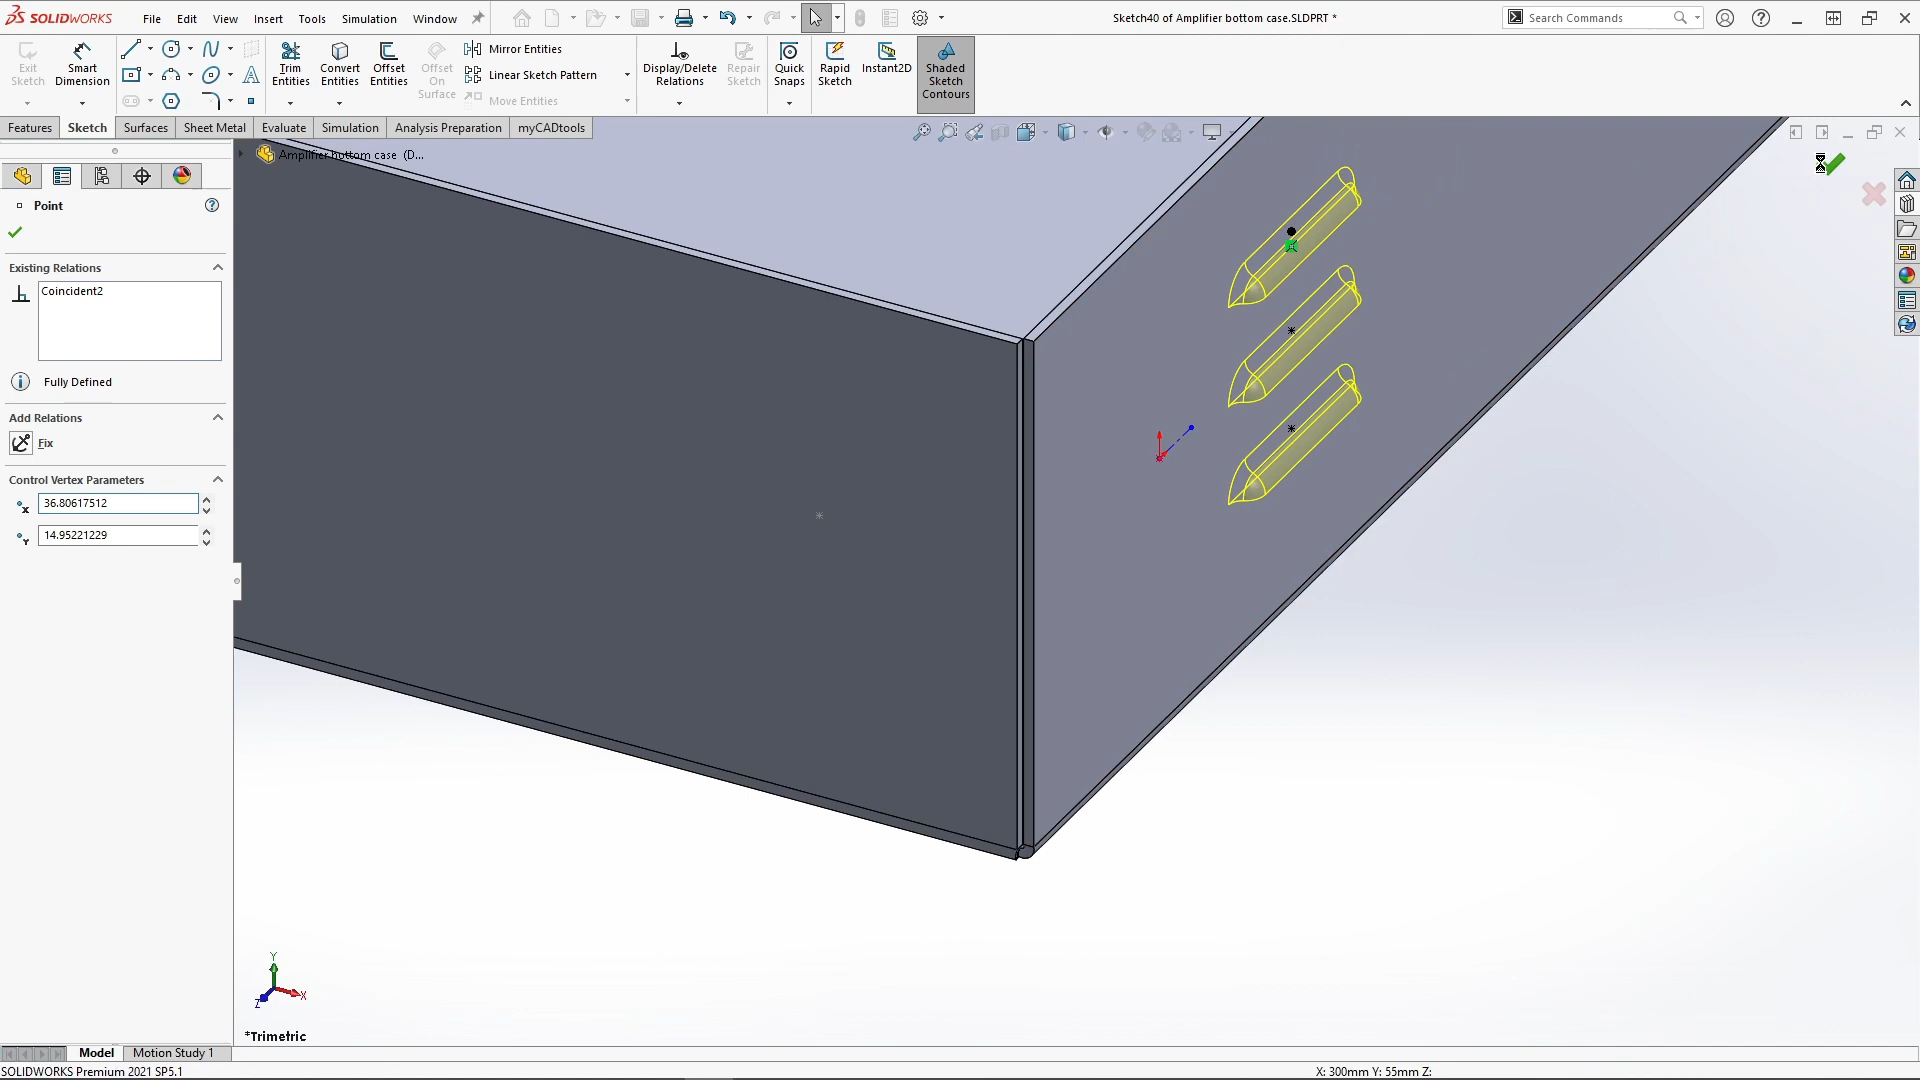 SOLIDWORKS File Edit View Insert Tools Simulation Window Sketch40 of Amplifier bottom case.SLDPRT * Search Commands
Exit Sketch
Smart Dimension
Trim Entities
Convert Entities
Offset Entities
Offset On Surface
Mirror Entities
Linear Sketch Pattern
Move Entities
Display/Delete Relations
Repair Sketch
Quick Snaps
Rapid Sketch
Instant2D
Shaded Sketch Contours
Features Sketch Surfaces Sheet Metal Evaluate Simulation Analysis Preparation myCADtools
Amplifier bottom case (D...
Point
Existing Relations
Coincident2
Fully Defined
Add Relations
Fix
Control Vertex Parameters
X 36.80617512
Y 14.95221229
Y
Z X
*Trimetric
Model Motion Study 1
SOLIDWORKS Premium 2021 SP5.1 X: 300mm Y: 55mm Z: